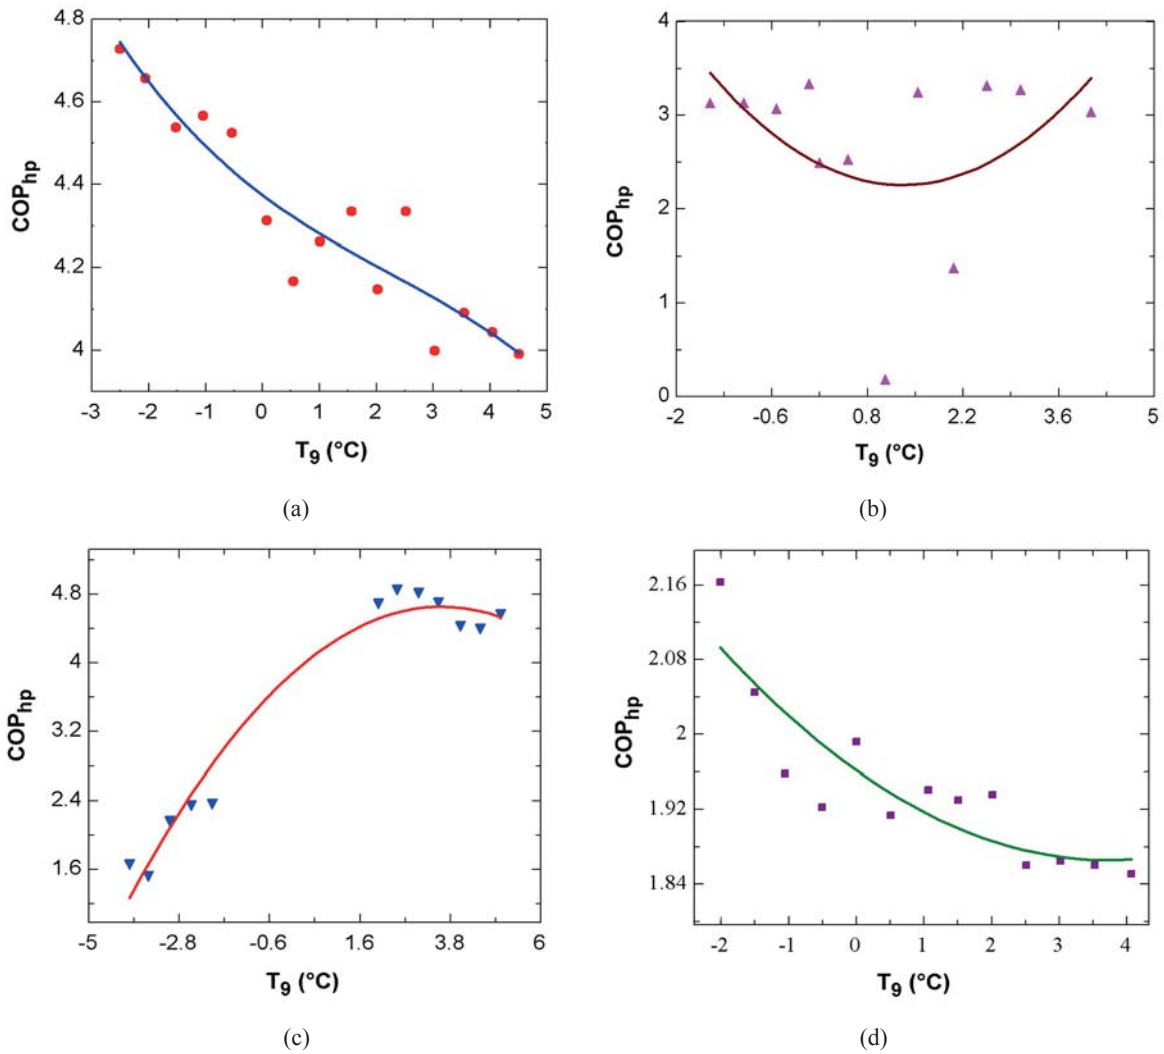 4.8
4.6
4.4
4.2
4
COPhp
-3 -2 -1 0 1 2 3 4 5
T9 (°C)
(a)
4
3
2
1
0
COPhp
-2 -0.6 0.8 2.2 3.6 5
T9 (°C)
(b)
4.8
4
3.2
2.4
1.6
COPhp
-5 -2.8 -0.6 1.6 3.8 6
T9 (°C)
(c)
2.16
2.08
2
1.92
1.84
COPhp
-2 -1 0 1 2 3 4
T9 (°C)
(d)